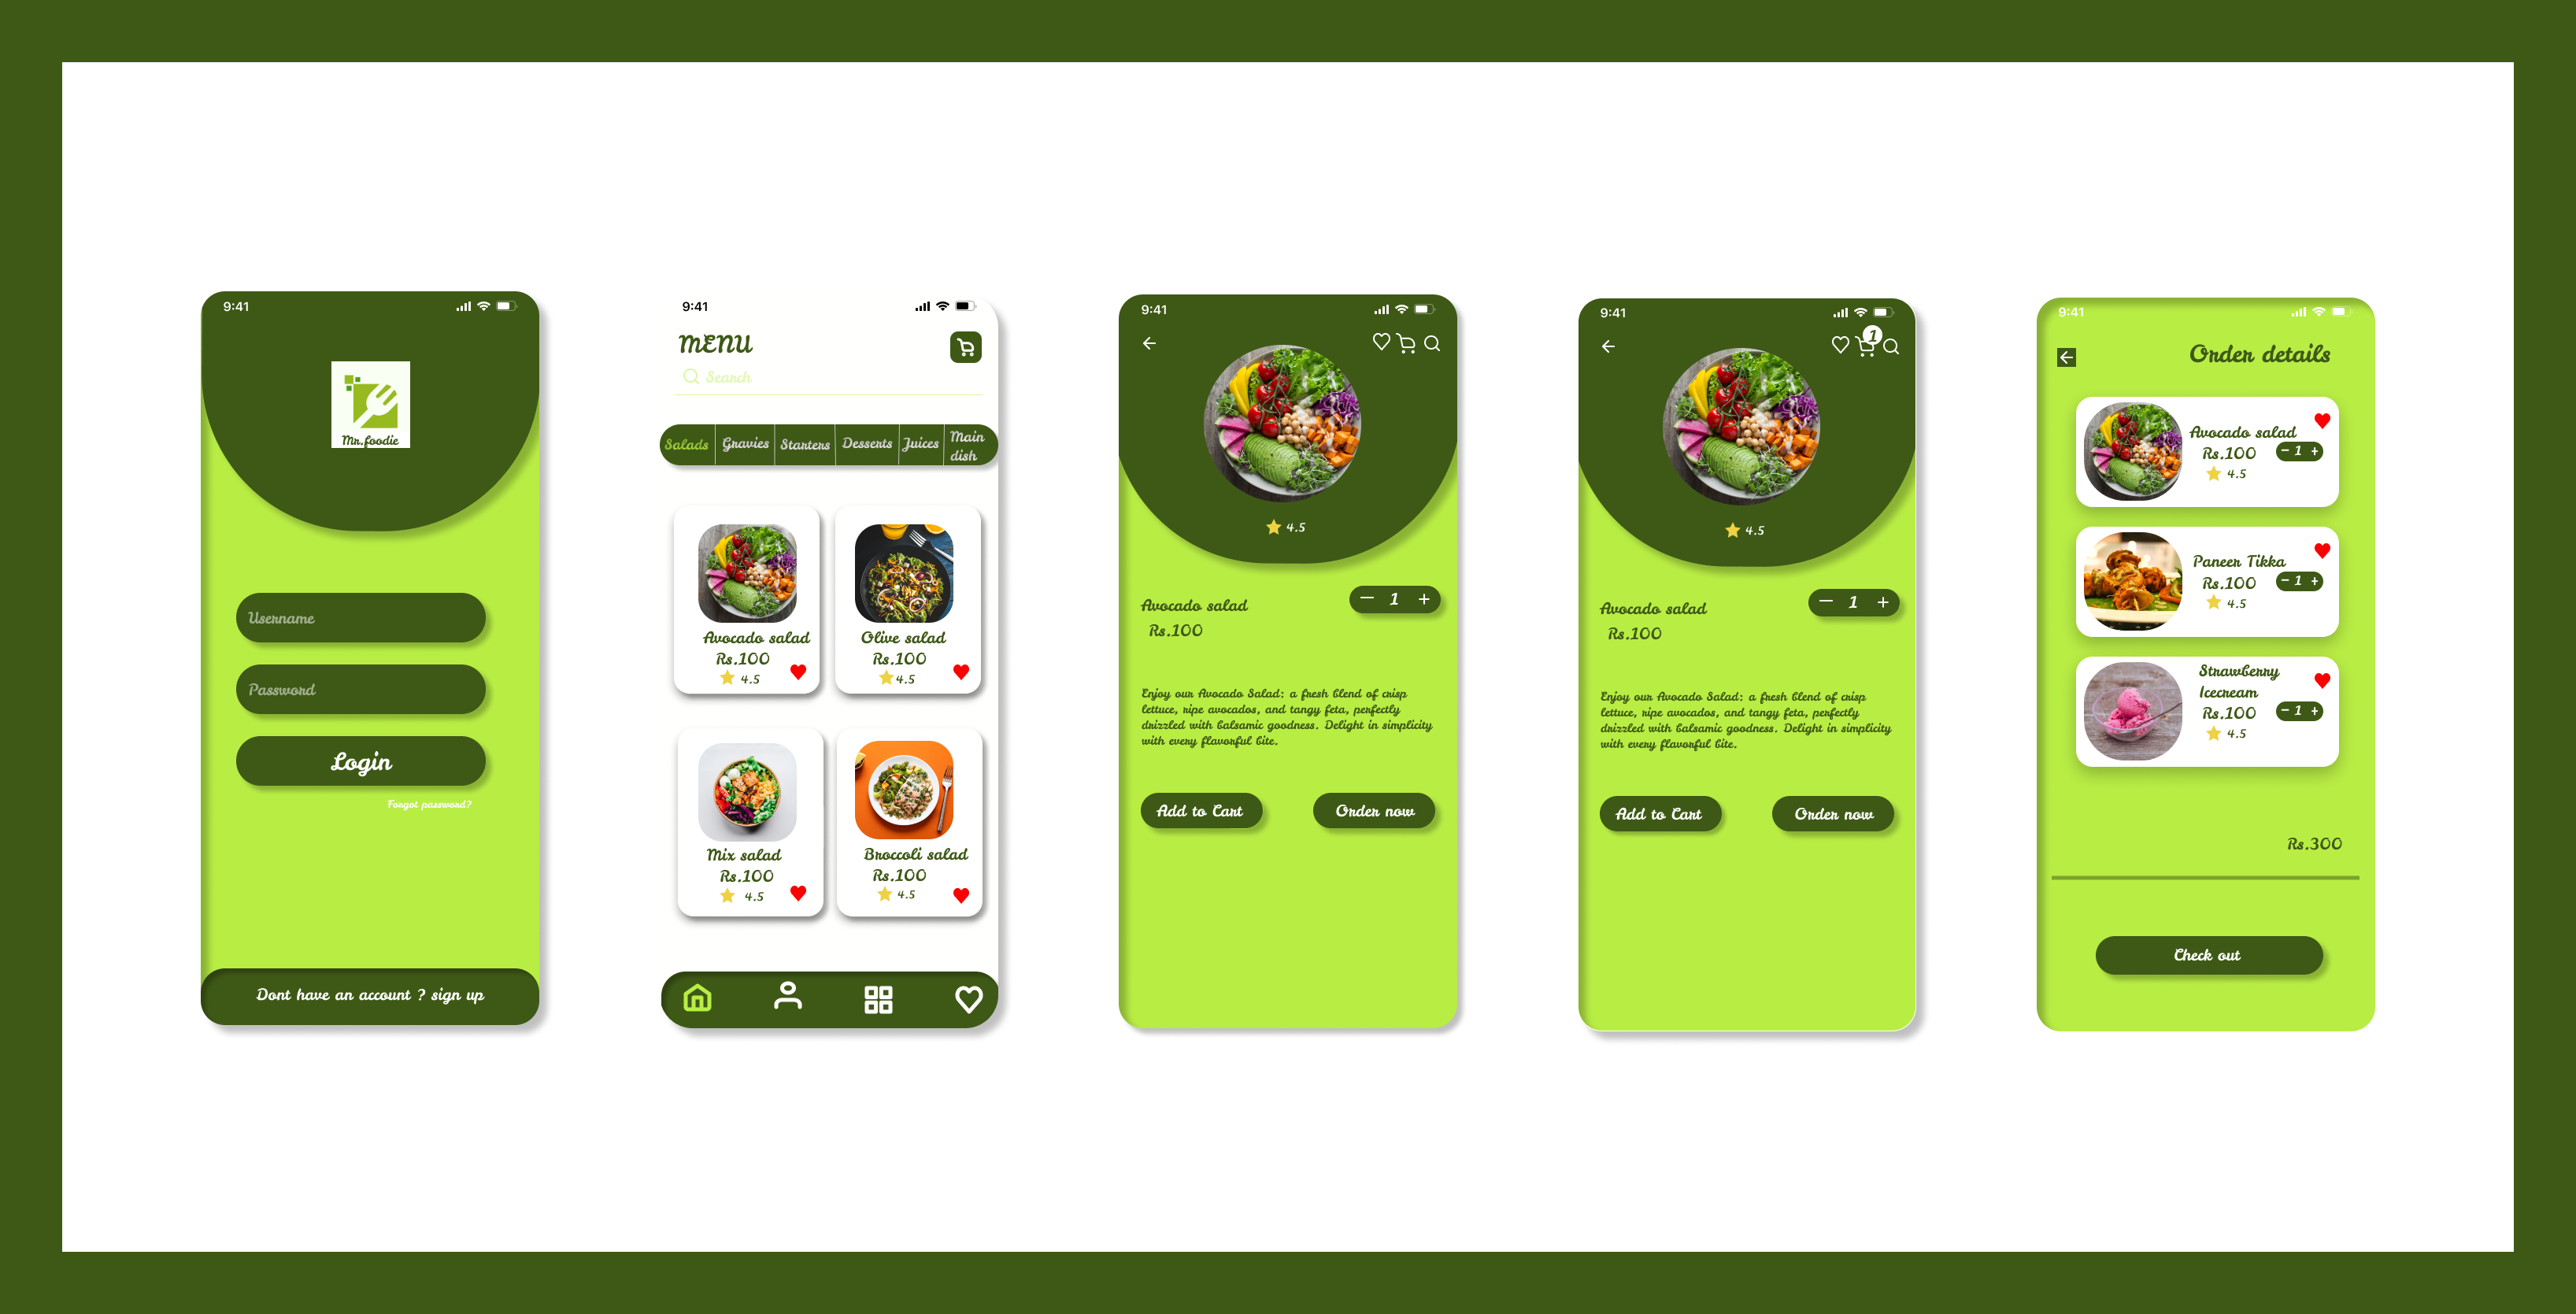 9:41
Mr.foodie
Username
Password
Login
Forgot password?
Dont have an account ? sign up
9:41
MENU
Search
Salads
Gravies
Starters
Desserts
Juices
Main
dish
Avocado salad
Rs.100
4.5
Olive salad
Rs.100
4.5
Mix salad
Rs.100
4.5
Broccoli salad
Rs.100
4.5
9:41
4.5
Avocado salad
1
Rs.100
Enjoy our Avocado Salad: a fresh blend of crisp
lettuce, ripe avocados, and tangy feta, perfectly
drizzled with balsamic goodness. Delight in simplicity
with every flavorful bite.
Add to Cart
Order now
9:41
1
4.5
Avocado salad
1
Rs.100
Enjoy our Avocado Salad: a fresh blend of crisp
lettuce, ripe avocados, and tangy feta, perfectly
drizzled with balsamic goodness. Delight in simplicity
with every flavorful bite.
Add to Cart
Order now
9:41
Order details
Avocado salad
Rs.100
1
4.5
Paneer Tikka
Rs.100
1
4.5
Strawberry
Icecream
Rs.100
1
4.5
Rs.300
Check out